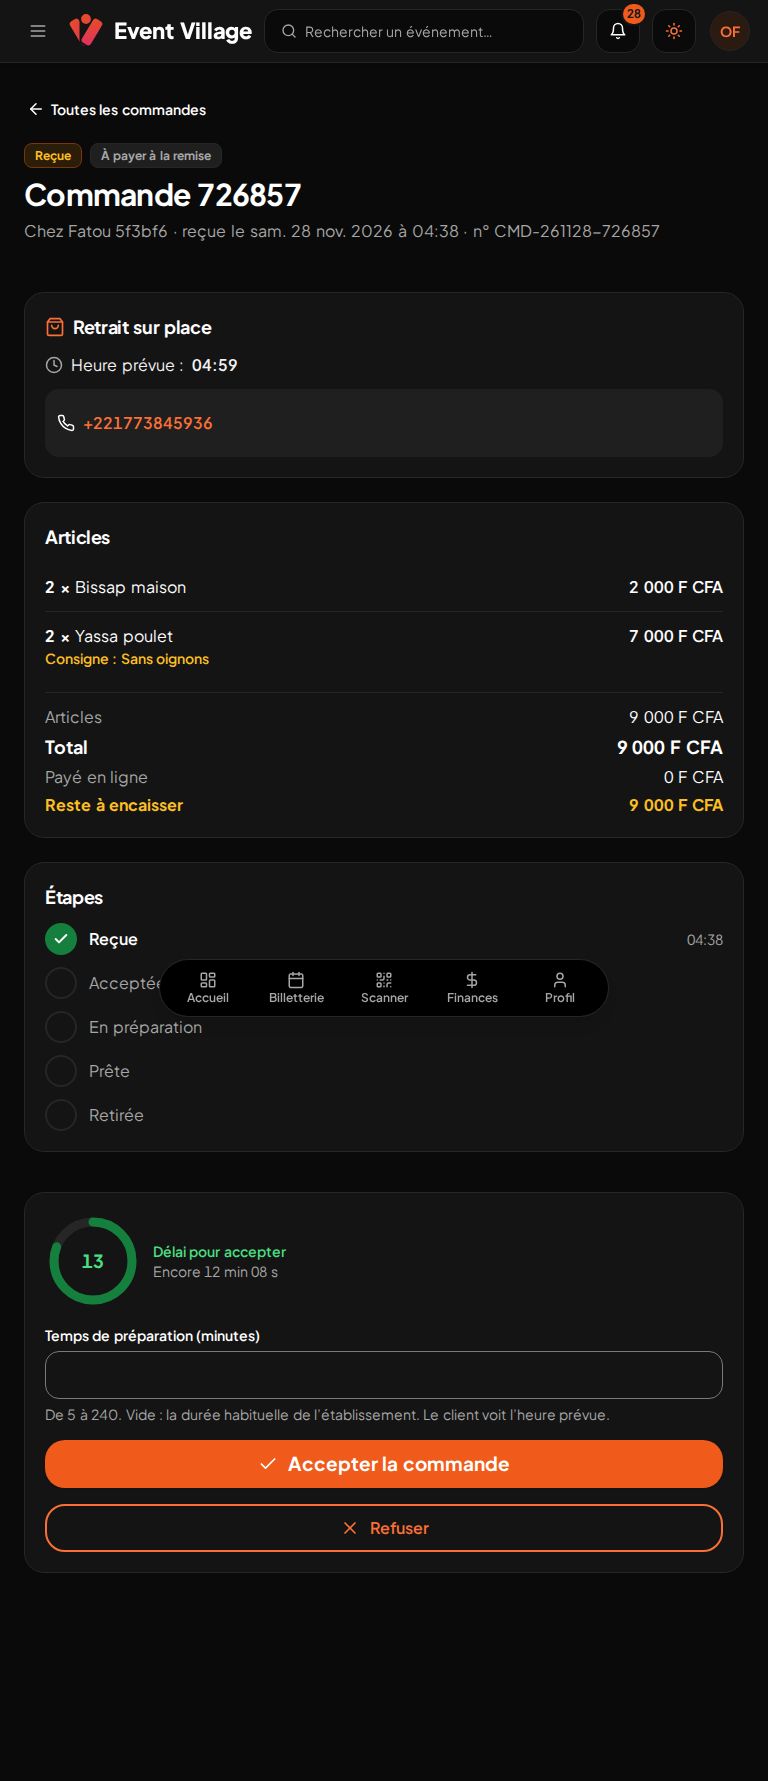 Event Village
Rechercher un événement...
28
OF
Toutes les commandes
Reçue
À payer à la remise
Commande 726857
Chez Fatou 5f3bf6 · reçue le sam. 28 nov. 2026 à 04:38 · n° CMD-261128-726857
Retrait sur place
Heure prévue : 04:59
+221773845936
Articles
2 × Bissap maison 2 000 F CFA
2 × Yassa poulet 7 000 F CFA
Consigne : Sans oignons
Articles 9 000 F CFA
Total 9 000 F CFA
Payé en ligne 0 F CFA
Reste à encaisser 9 000 F CFA
Étapes
Reçue 04:38
Acceptée
Accueil Billetterie Scanner Finances Profil
En préparation
Prête
Retirée
13
Délai pour accepter
Encore 12 min 08 s
Temps de préparation (minutes)
De 5 à 240. Vide : la durée habituelle de l'établissement. Le client voit l'heure prévue.
Accepter la commande
Refuser